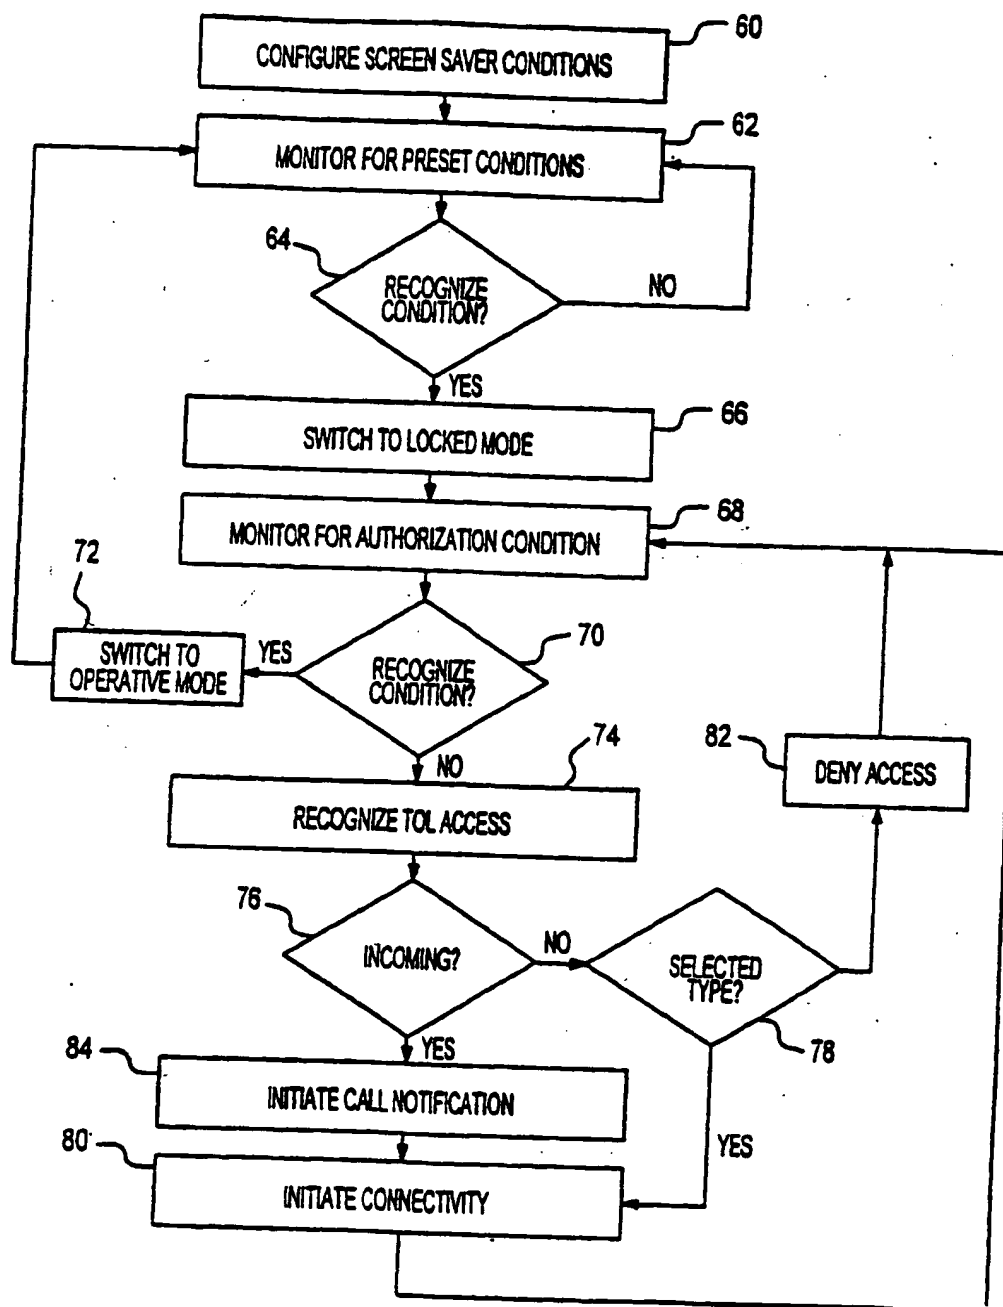 60
CONFIGURE SCREEN SAVER CONDITIONS
62
MONITOR FOR PRESET CONDITIONS
64
RECOGNIZE
CONDITION?
NO
YES
66
SWITCH TO LOCKED MODE
68
MONITOR FOR AUTHORIZATION CONDITION
72
SWITCH TO
OPERATIVE MODE
YES
70
RECOGNIZE
CONDITION?
NO
74
RECOGNIZE TOL ACCESS
82
DENY ACCESS
76
INCOMING?
NO
SELECTED
TYPE?
78
YES
84
INITIATE CALL NOTIFICATION
YES
80
INITIATE CONNECTIVITY